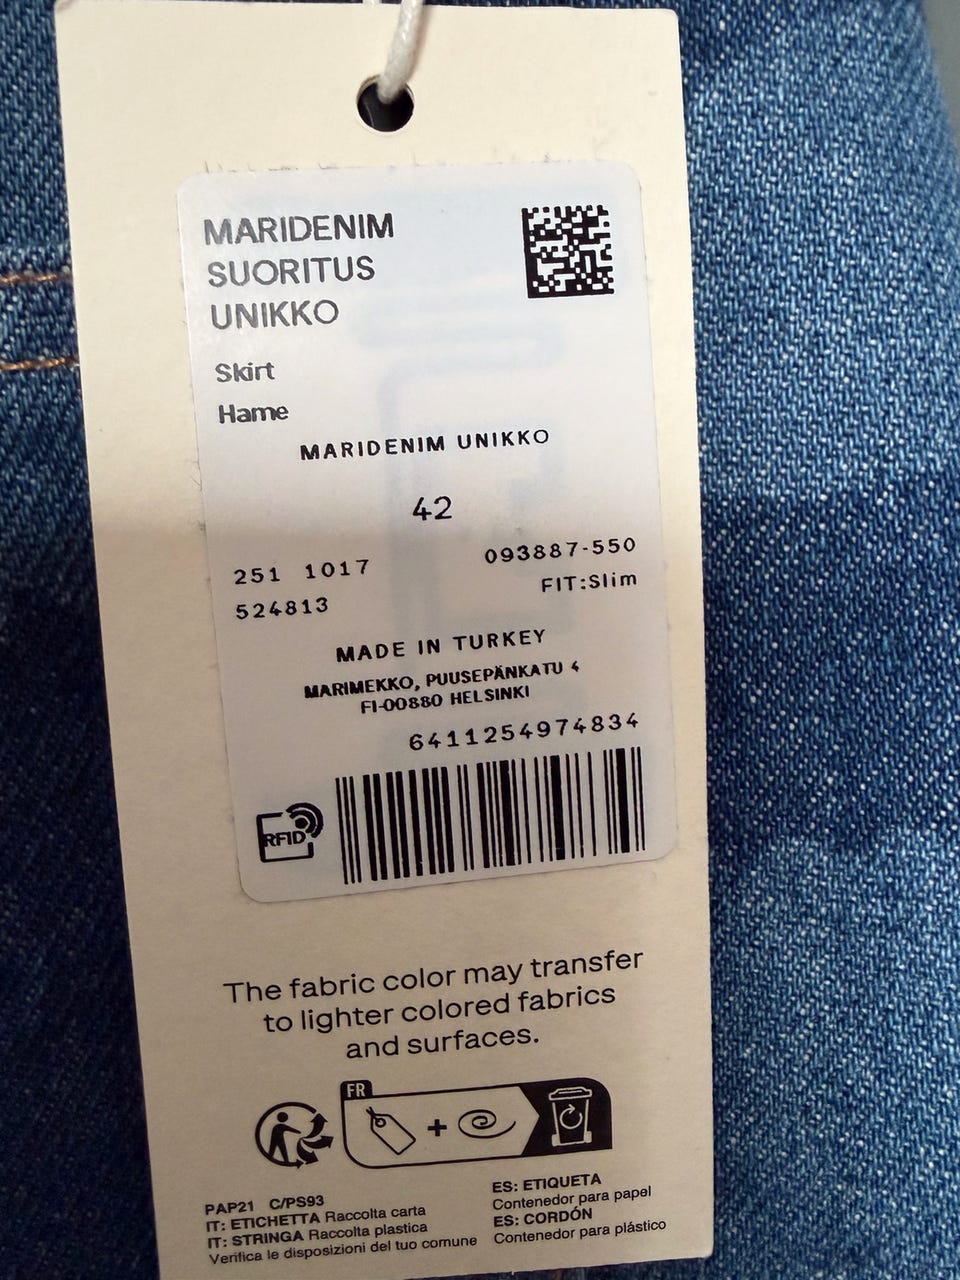 MARIDENIM
SUORITUS
UNIKKO
Skirt
Hame
MARIDENIM UNIKKO
42
251 1017 093887-550
524813 FIT:Slim
MADE IN TURKEY
MARIMEKKO, PUUSEPÄNKATU 4
FI-00880 HELSINKI
6411254974834
RFID
The fabric color may transfer
to lighter colored fabrics
and surfaces.
FR
+
PAP21 C/PS93
IT: ETICHETTA Raccolta carta
IT: STRINGA Raccolta plastica
Verifica le disposizioni del tuo comune
ES: ETIQUETA
Contenedor para papel
ES: CORDÓN
Contenedor para plástico